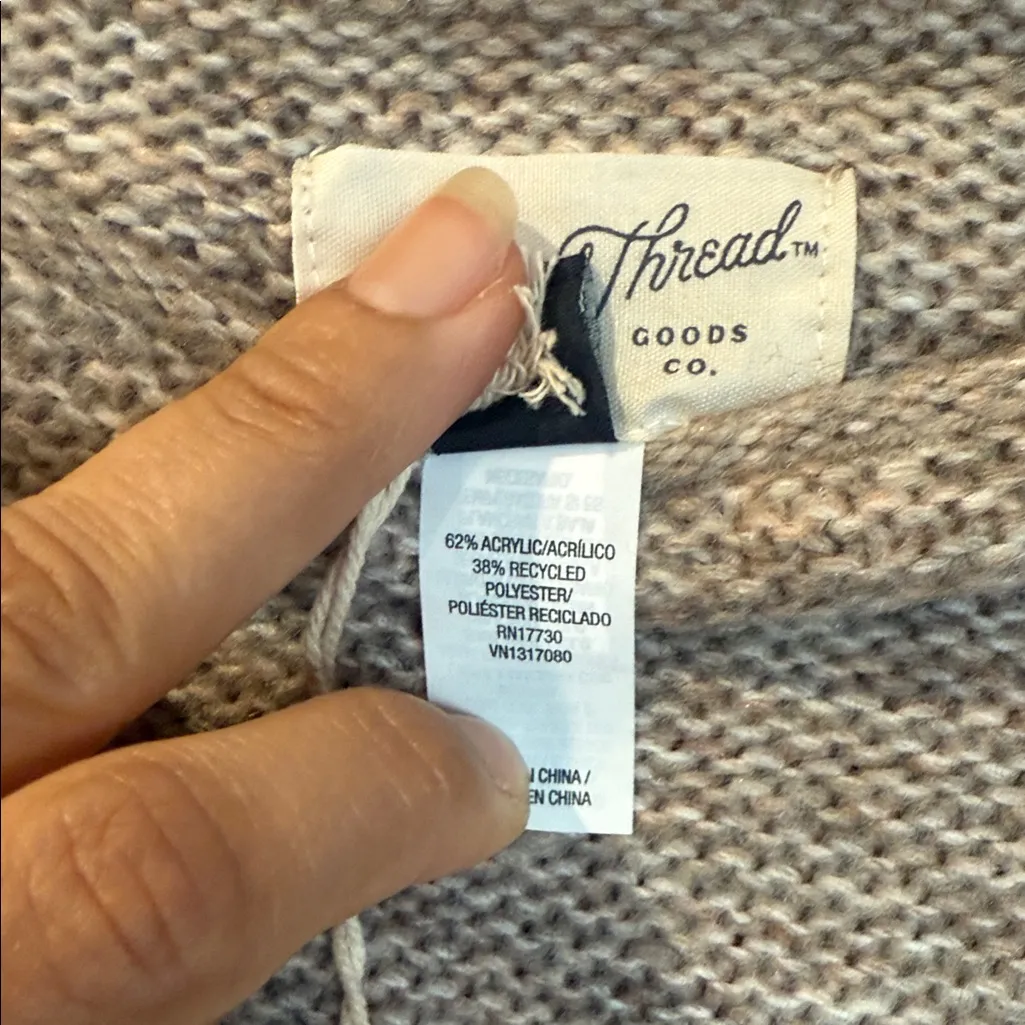 Thread™
GOODS
CO.
62% ACRYLIC/ACRÍLICO
38% RECYCLED
POLYESTER/
POLIÉSTER RECICLADO
RN17730
VN1317080
CHINA /
EN CHINA